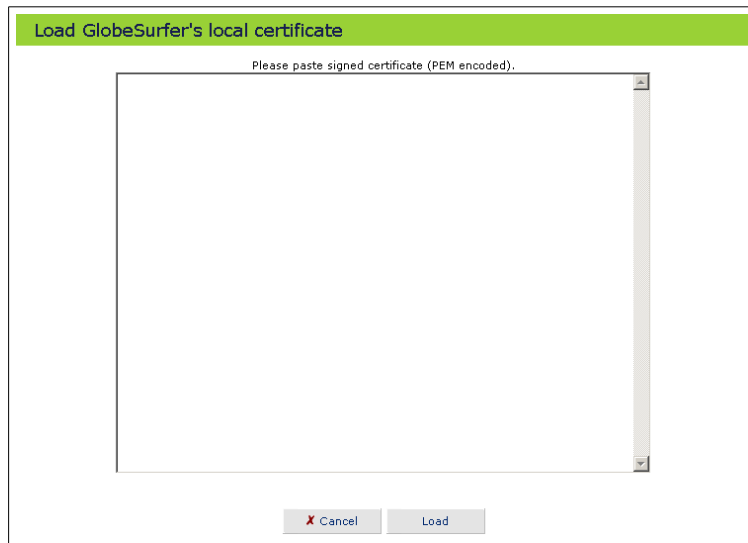 Load GlobeSurfer's local certificate
Please paste signed certificate (PEM encoded).
✗ Cancel Load